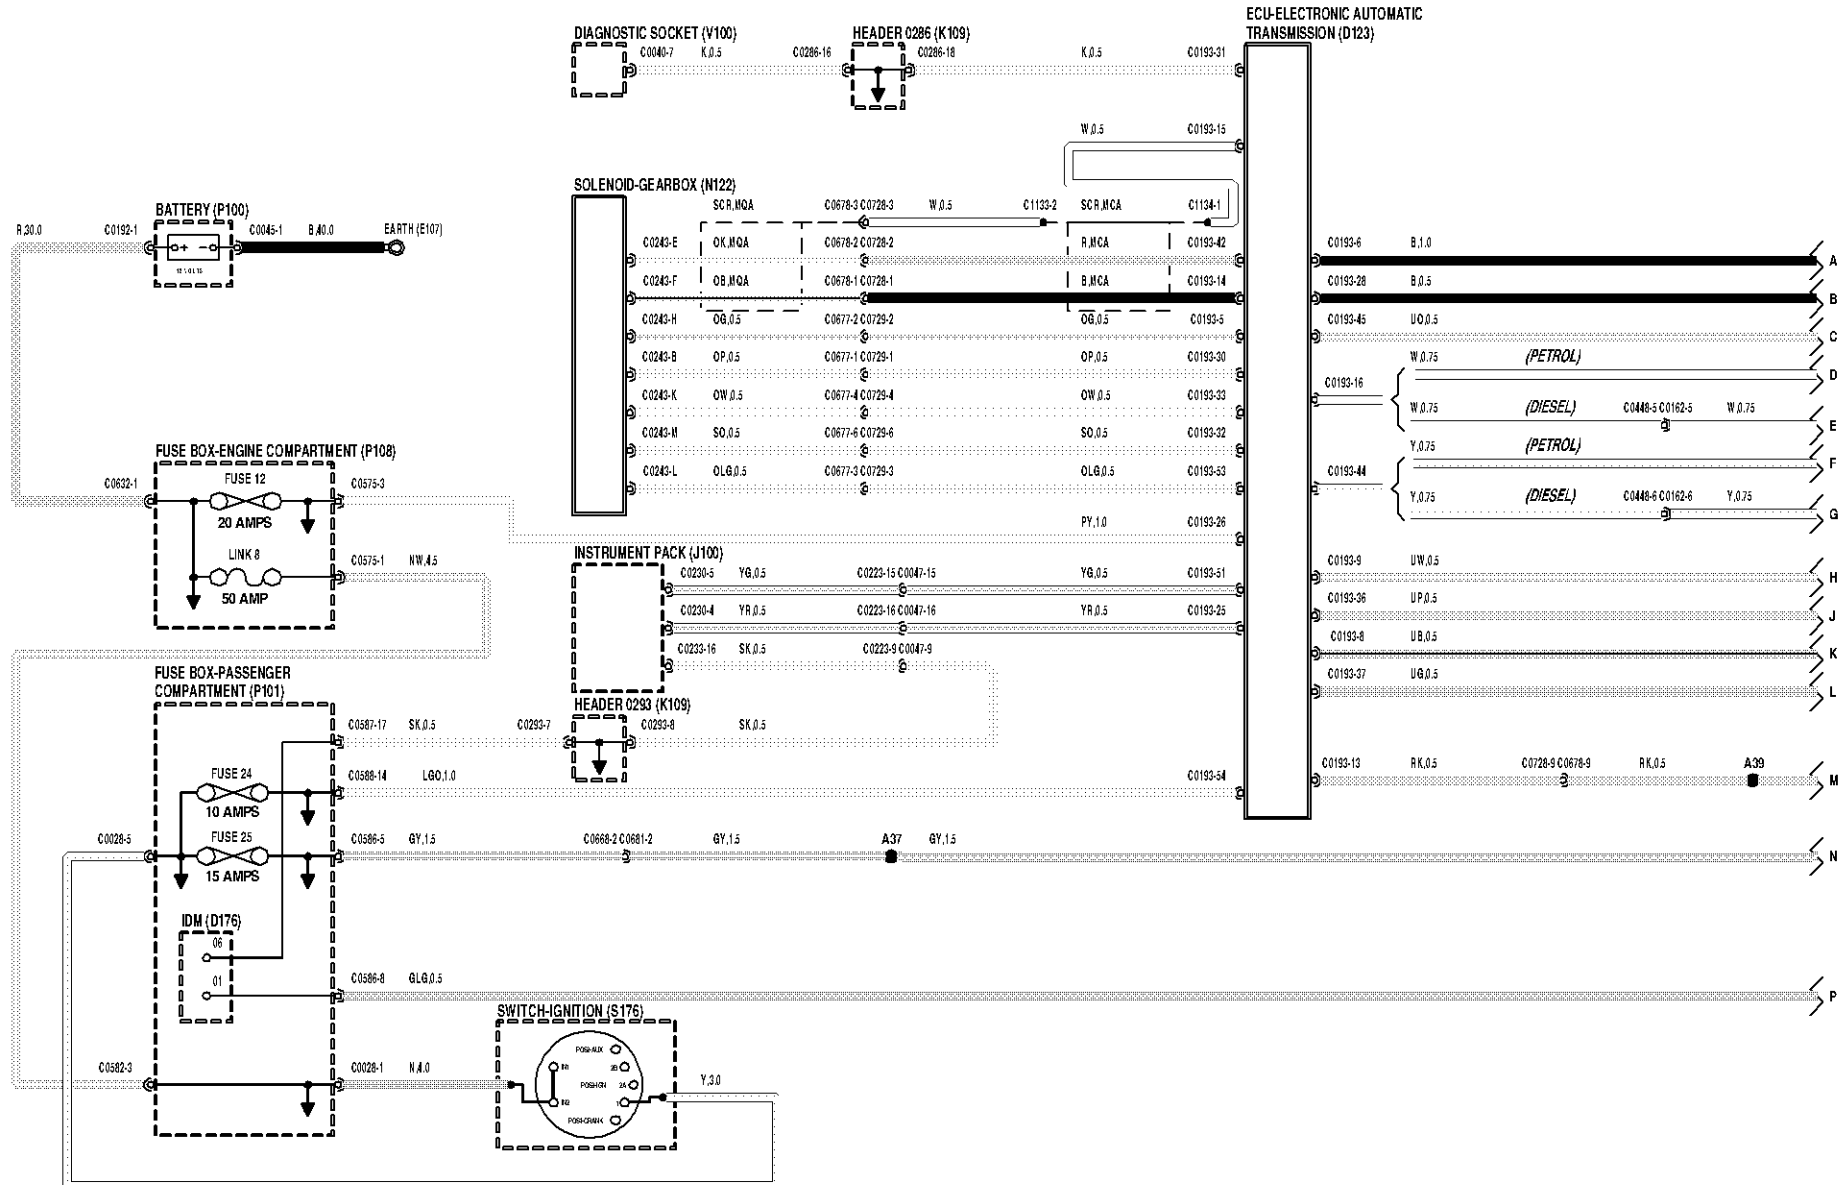 ECU-ELECTRONIC AUTOMATIC
TRANSMISSION (D123)
DIAGNOSTIC SOCKET (V100)
HEADER 0286 (K109)
C0040-7 K,0.5 C0286-16 C0286-18 K,0.5 C0193-31
W,0.5 C0193-15
SOLENOID-GEARBOX (N122)
SCR,MQA C0678-3 C0728-3 W,0.5 C1133-2 SCR,MCA C1134-1
BATTERY (P100)
R,30.0 C0192-1 C0045-1 B,40.0 EARTH (E107)
+ -
12 VOLTS
C0243-E OK,MQA C0678-2 C0728-2 R,MCA C0193-42 C0193-6 B,1.0 A
C0243-F OB,MQA C0678-1 C0728-1 B,MCA C0193-14 C0193-28 B,0.5 B
C0243-H OG,0.5 C0677-2 C0729-2 OG,0.5 C0193-5 C0193-45 UO,0.5 C
C0243-B OP,0.5 C0677-1 C0729-1 OP,0.5 C0193-30
W,0.75 (PETROL) D
C0193-16
C0243-K OW,0.5 C0677-4 C0729-4 OW,0.5 C0193-33
W,0.75 (DIESEL) C0448-5 C0162-5 W,0.75 E
C0243-M SO,0.5 C0677-6 C0729-6 SO,0.5 C0193-32
Y,0.75 (PETROL) F
C0243-L OLG,0.5 C0677-3 C0729-3 OLG,0.5 C0193-53 C0193-44
Y,0.75 (DIESEL) C0448-6 C0162-6 Y,0.75 G
FUSE BOX-ENGINE COMPARTMENT (P108)
C0632-1 FUSE 12 C0575-3
20 AMPS
PY,1.0 C0193-26
LINK 8 C0575-1 NW,4.5
50 AMP
INSTRUMENT PACK (J100)
C0230-5 YG,0.5 C0223-15 C0047-15 YG,0.5 C0193-51 C0193-9 UW,0.5 H
C0230-4 YR,0.5 C0223-16 C0047-16 YR,0.5 C0193-25 C0193-36 UP,0.5 J
C0233-16 SK,0.5 C0223-9 C0047-9 C0193-8 UB,0.5 K
C0193-37 UG,0.5 L
FUSE BOX-PASSENGER
COMPARTMENT (P101)
HEADER 0293 (K109)
C0587-17 SK,0.5 C0293-7 C0293-8 SK,0.5
FUSE 24 C0588-14 LGO,1.0 C0193-54 C0193-13 RK,0.5 C0728-9 C0678-9 RK,0.5 A39 M
10 AMPS
C0028-5 FUSE 25 C0586-5 GY,1.5 C0668-2 C0681-2 GY,1.5 A37 GY,1.5 N
15 AMPS
IDM (D176)
06
01
C0586-8 GLG,0.5 P
SWITCH-IGNITION (S176)
C0582-3 C0028-1 N,4.0 Y,3.0
POSI-AUX
IN1 2B
POSI-IGN 2A
IN2 1
POSI-CRANK